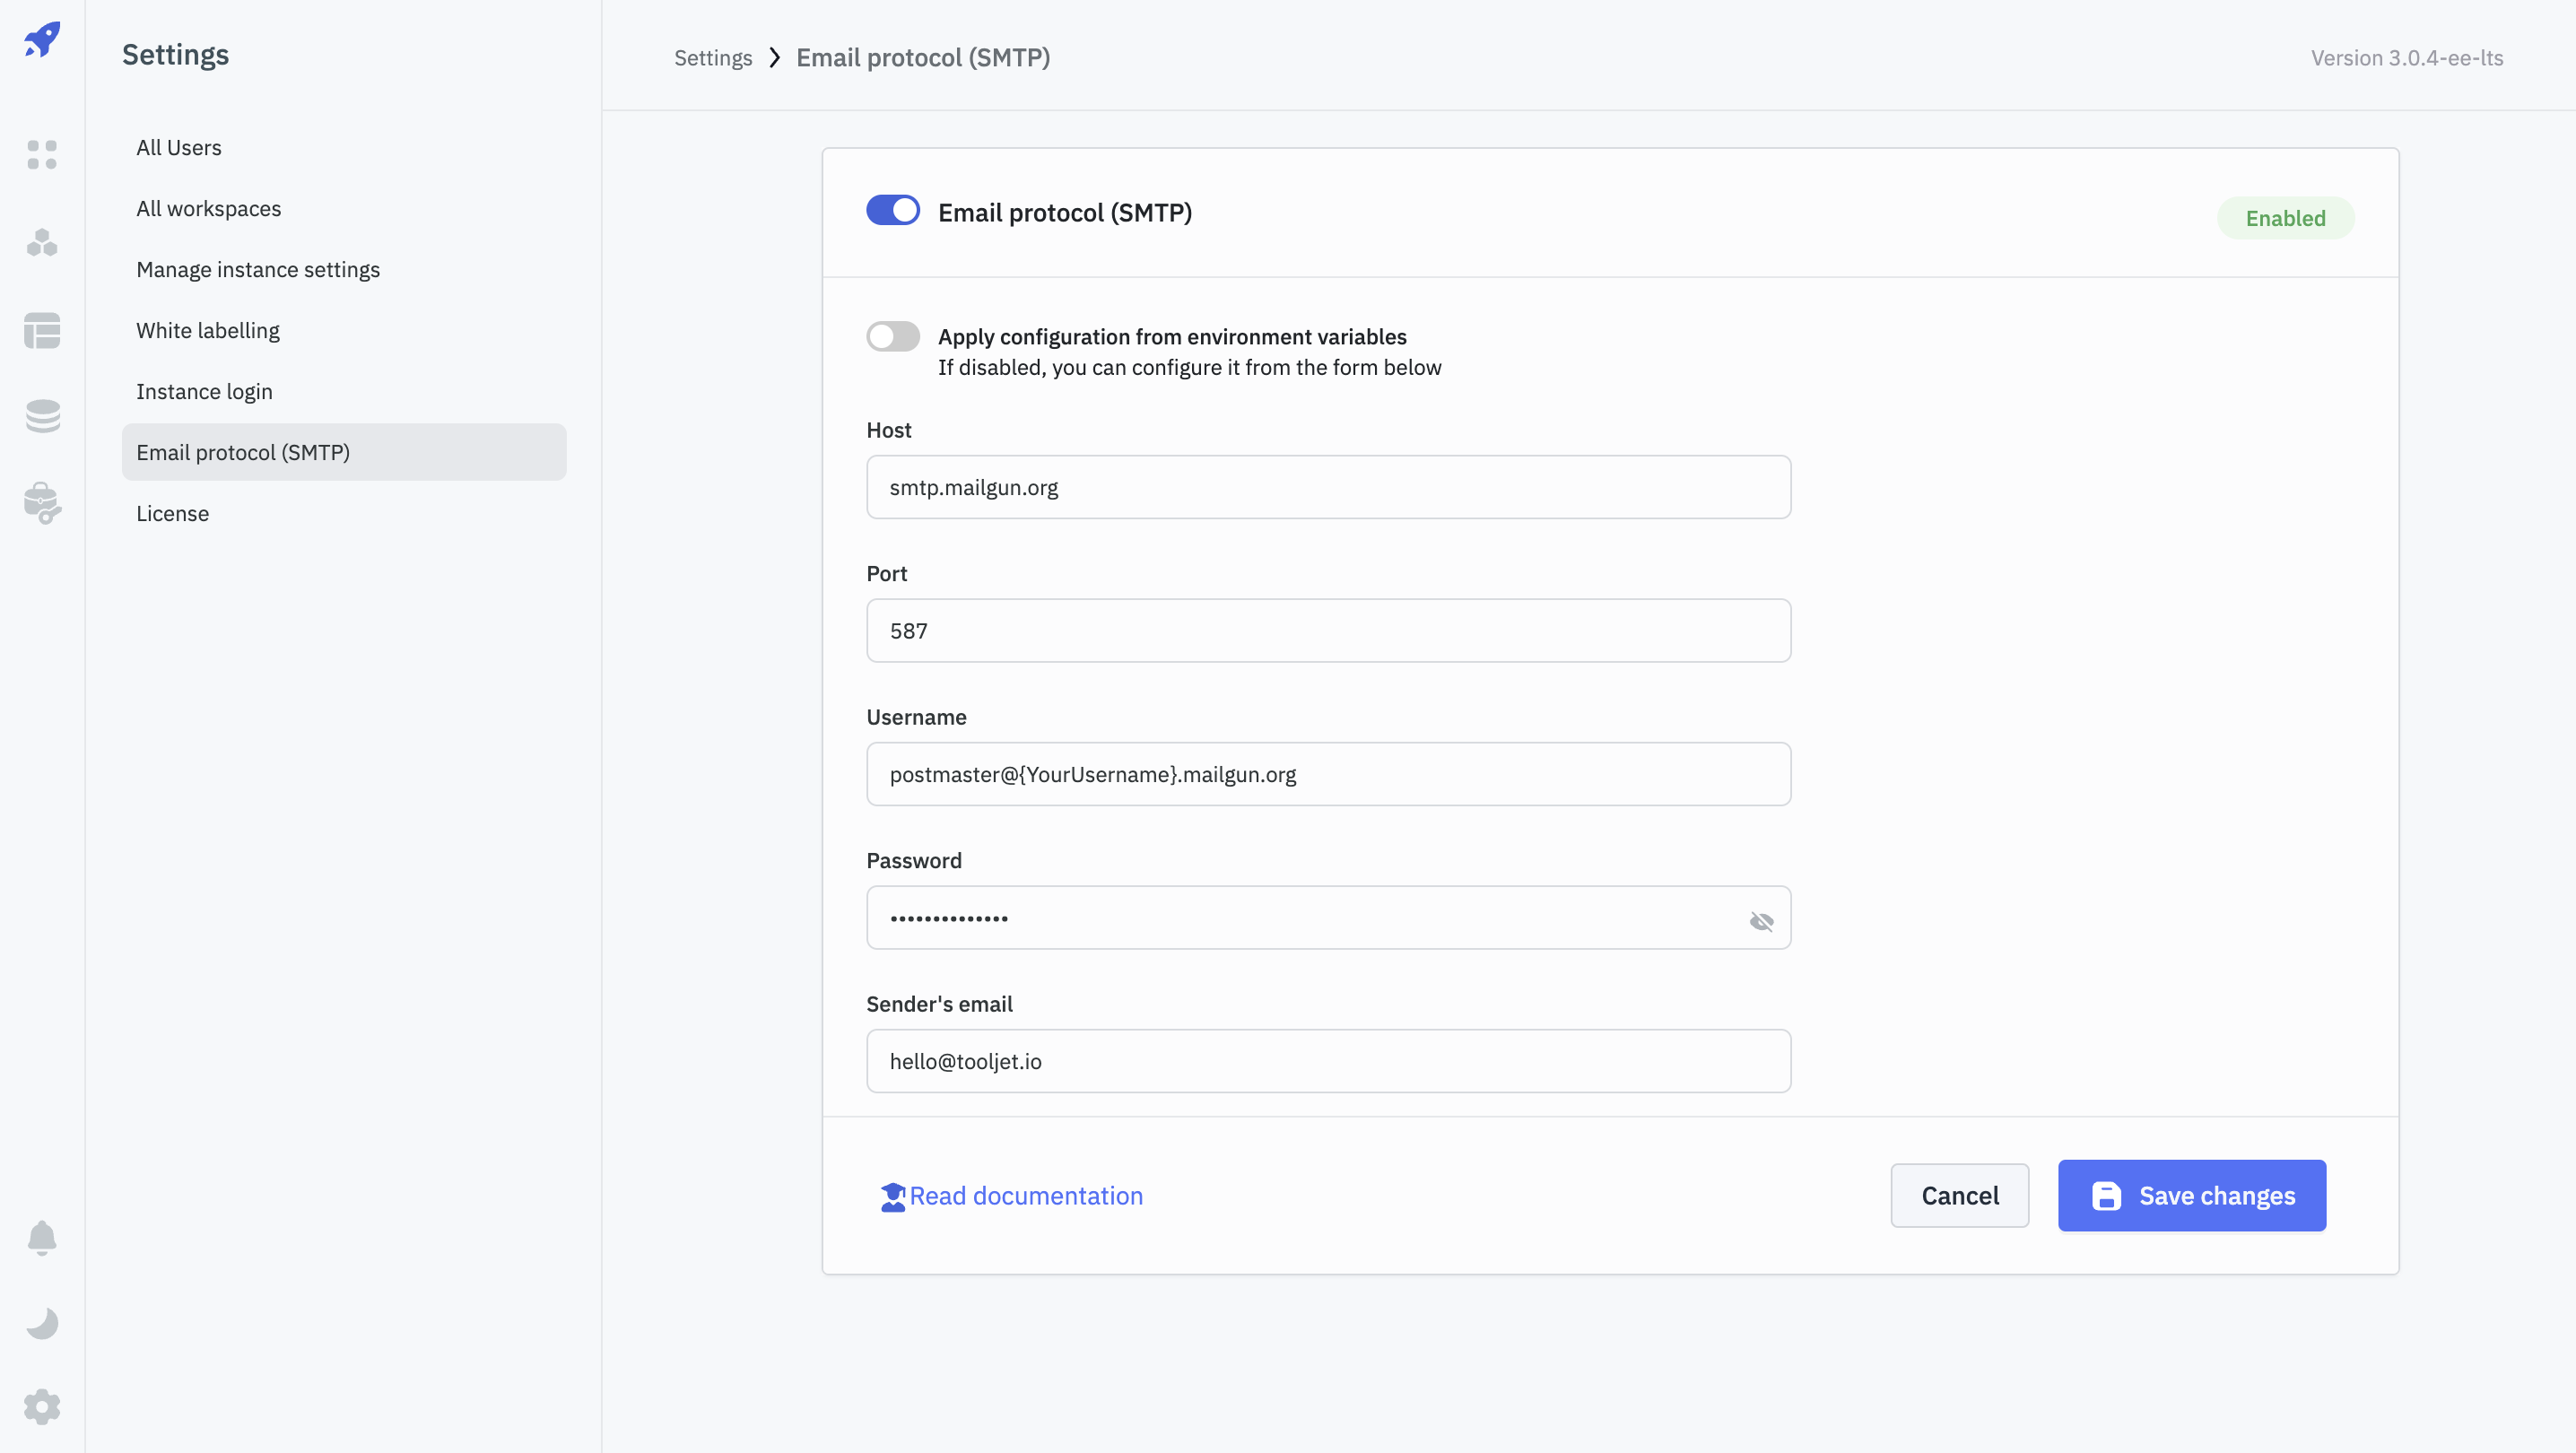 Settings
All Users
All workspaces
Manage instance settings
White labelling
Instance login
Email protocol (SMTP)
License
Settings > Email protocol (SMTP)
Version 3.0.4-ee-lts
Email protocol (SMTP)
Enabled
Apply configuration from environment variables
If disabled, you can configure it from the form below
Host
smtp.mailgun.org
Port
587
Username
postmaster@{YourUsername}.mailgun.org
Password
••••••••••••••
Sender's email
hello@tooljet.io
Read documentation
Cancel
Save changes